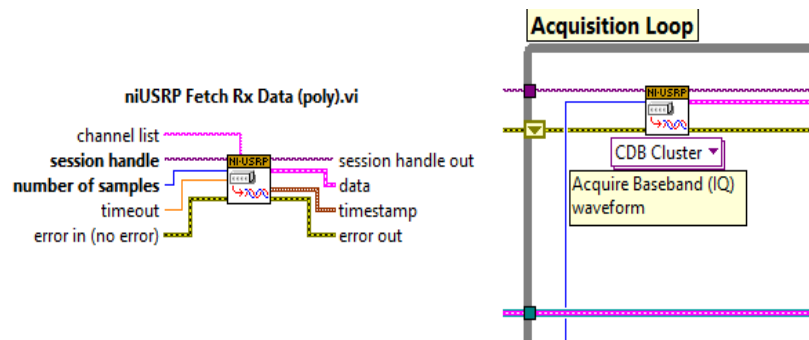 niUSRP Fetch Rx Data (poly).vi
channel list
session handle
number of samples
timeout
error in (no error)
NI-USRP
session handle out
data
timestamp
error out
Acquisition Loop
NI-USRP
CDB Cluster
Acquire Baseband (IQ)
waveform